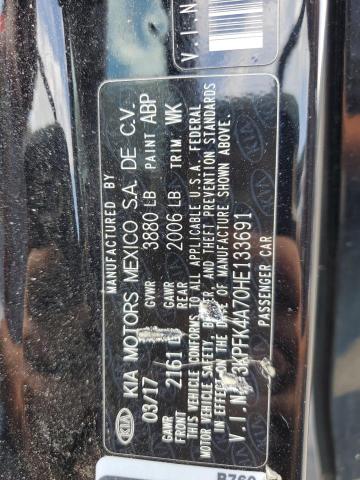 V.I.N
MANUFACTURED BY
KIA MOTORS MEXICO S.A. DE C.V.
03/17 GVWR 3880 LB PAINT ABP
GAWR FRONT 2161 GAWR REAR 2006 LB TRIM WK
THIS VEHICLE CONFORMS TO ALL APPLICABLE U.S.A. FEDERAL
MOTOR VEHICLE SAFETY, AND THEFT PREVENTION STANDARDS
IN EFFECT ON THE DATE OF MANUFACTURE SHOWN ABOVE.
V.I.N 3KPFK4A70HE133691
PASSENGER CAR
KIA
B760